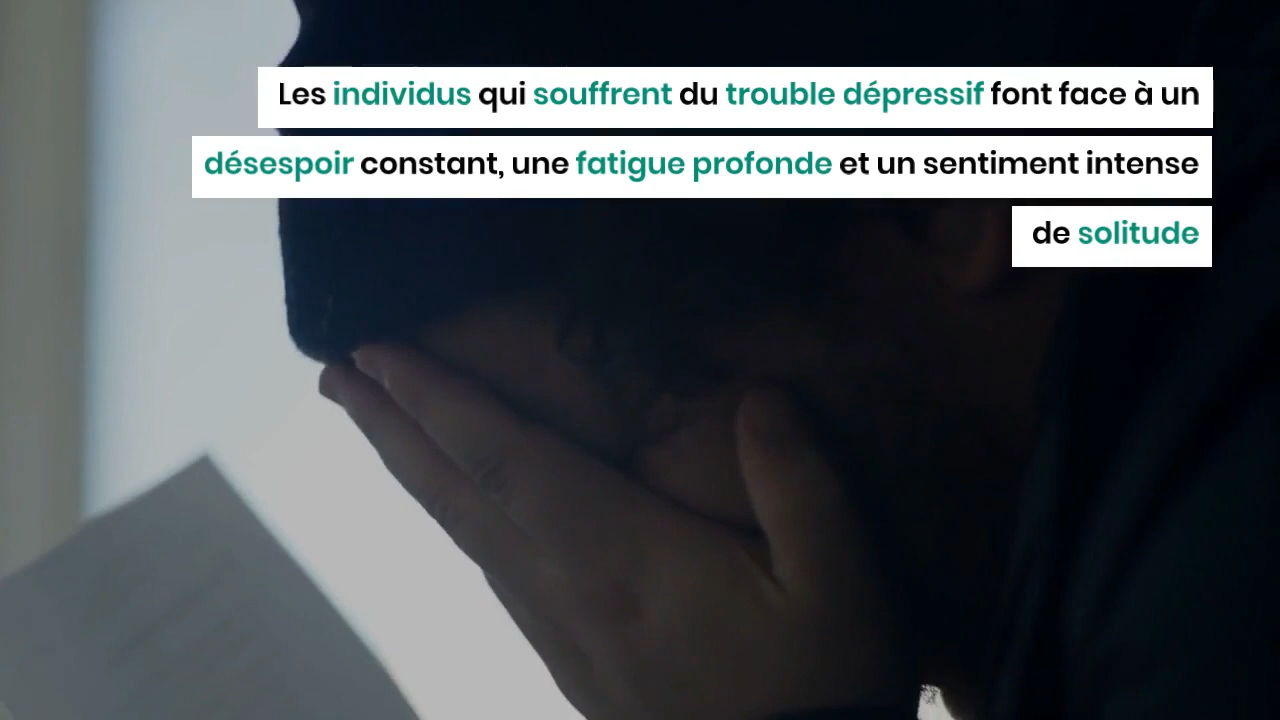 Les individus qui souffrent du trouble dépressif font face à un
désespoir constant, une fatigue profonde et un sentiment intense
de solitude